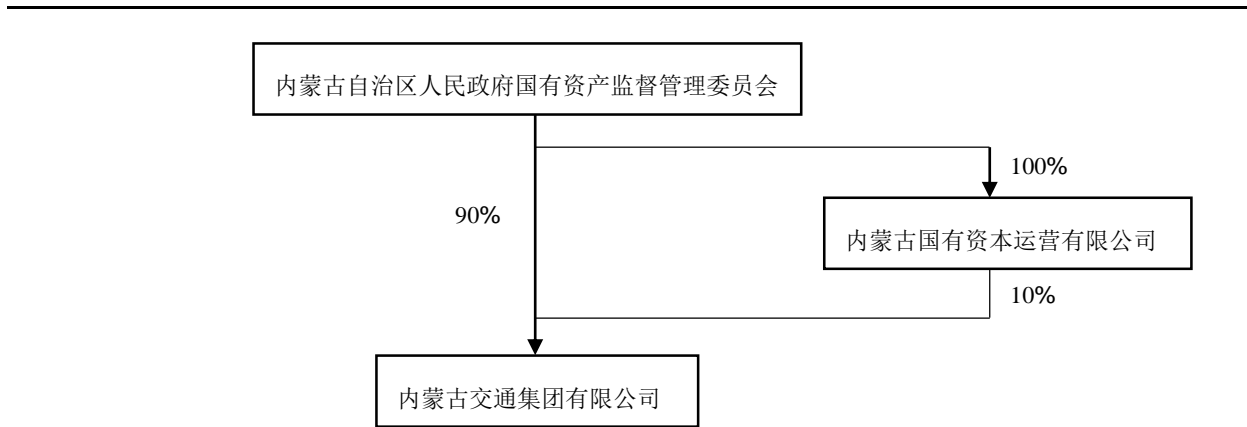 内蒙古自治区人民政府国有资产监督管理委员会
100%
90%
内蒙古国有资本运营有限公司
10%
内蒙古交通集团有限公司